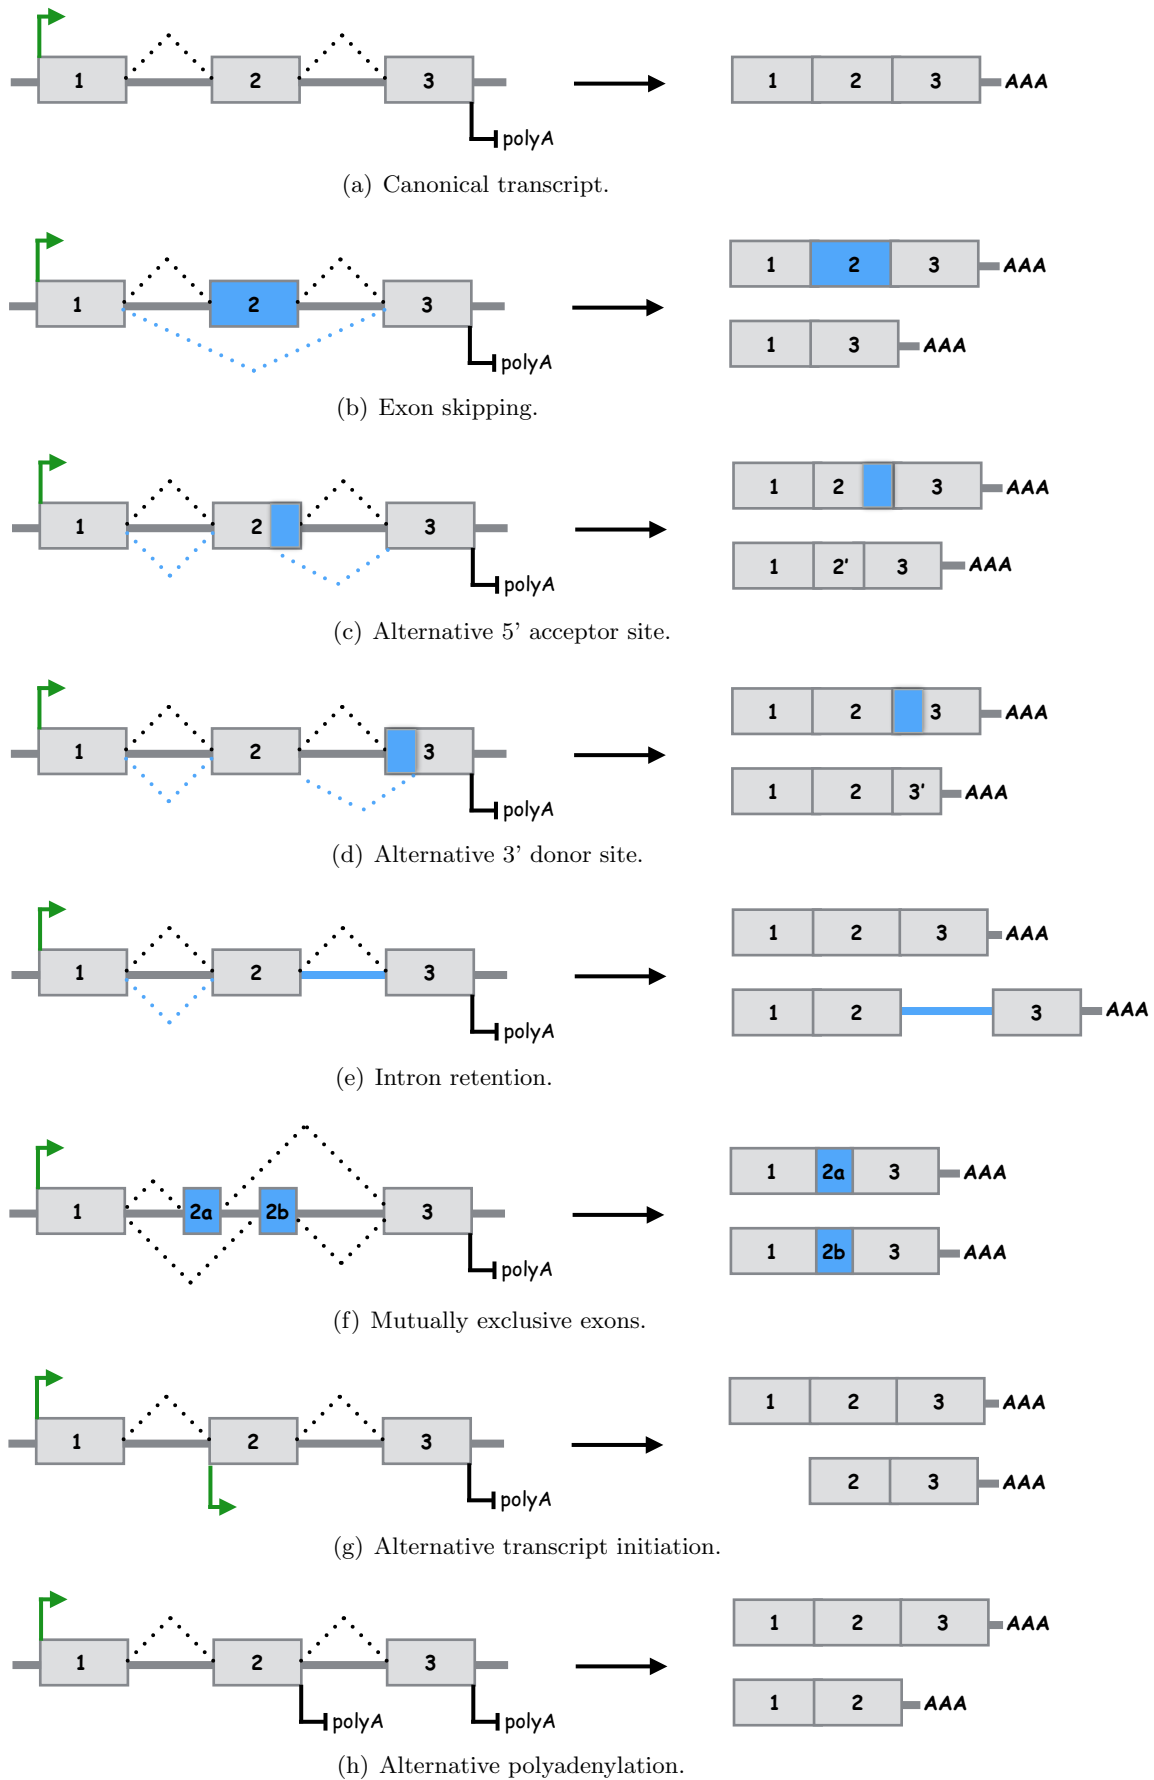 1 2 3 1 2 3 AAA
polyA
(a) Canonical transcript.
1 2 3 AAA
1 2 3
1 3 AAA
polyA
(b) Exon skipping.
1 2 3 AAA
1 2 3
1 2' 3 AAA
polyA
(c) Alternative 5’ acceptor site.
1 2 3 AAA
1 2 3
1 2 3' AAA
polyA
(d) Alternative 3’ donor site.
1 2 3 AAA
1 2 3
1 2 3 AAA
polyA
(e) Intron retention.
1 2a 3 AAA
1 2a 2b 3
1 2b 3 AAA
polyA
(f) Mutually exclusive exons.
1 2 3 AAA
1 2 3
2 3 AAA
polyA
(g) Alternative transcript initiation.
1 2 3 AAA
1 2 3
1 2 AAA
polyA polyA
(h) Alternative polyadenylation.